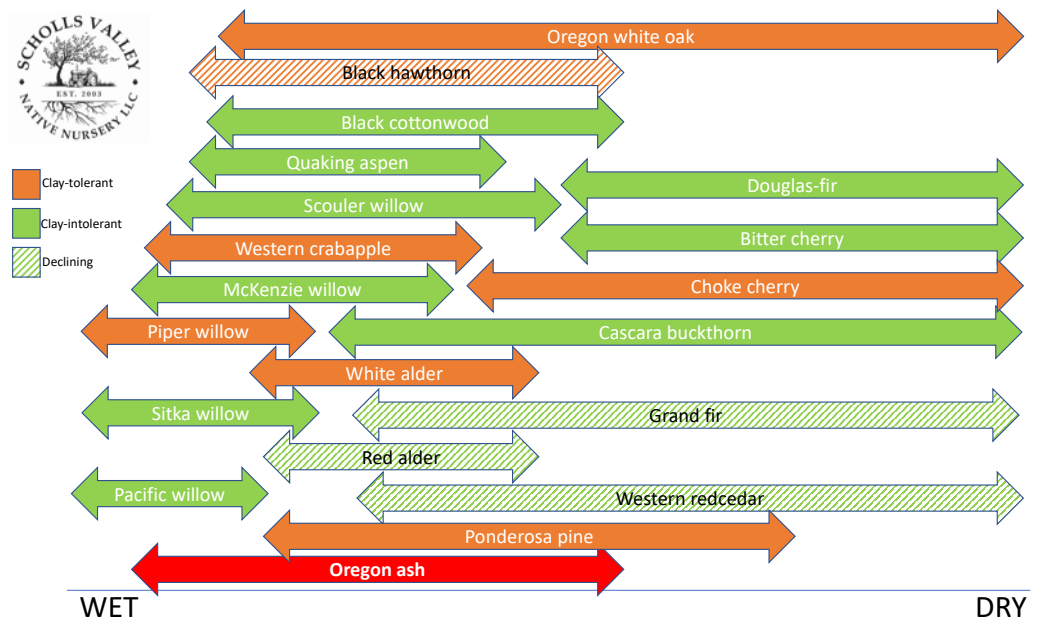 SCHOLLS VALLEY
EST. 2003
NATIVE NURSERY LLC
Clay-tolerant
Clay-intolerant
Declining
Oregon white oak
Black hawthorn
Black cottonwood
Quaking aspen
Douglas-fir
Scouler willow
Bitter cherry
Western crabapple
McKenzie willow
Choke cherry
Piper willow
Cascara buckthorn
White alder
Sitka willow
Grand fir
Red alder
Pacific willow
Western redcedar
Ponderosa pine
Oregon ash
WET
DRY